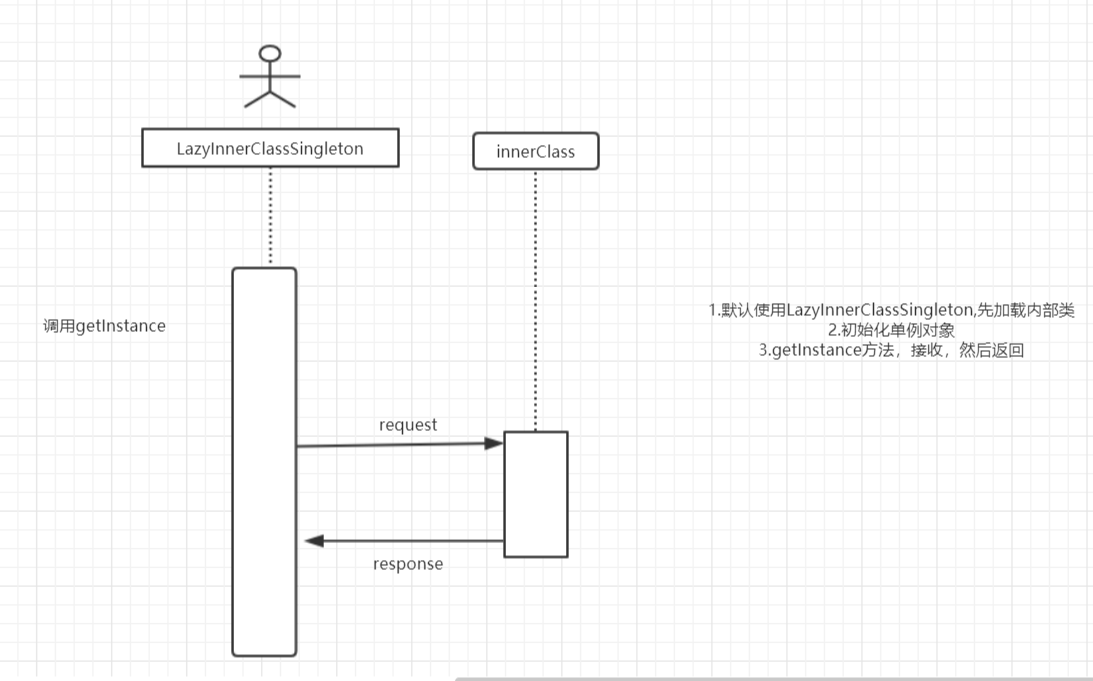 LazyInnerClassSingleton
innerClass
调用getInstance
1.默认使用LazyInnerClassSingleton,先加载内部类
2.初始化单例对象
3.getInstance方法，接收，然后返回
request
response